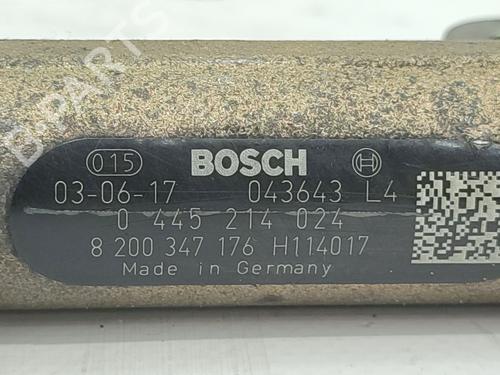 B-PARTS
015 BOSCH
03-06-17 043643 L4
0 445 214 024
8 200 347 176 H114017
Made in Germany